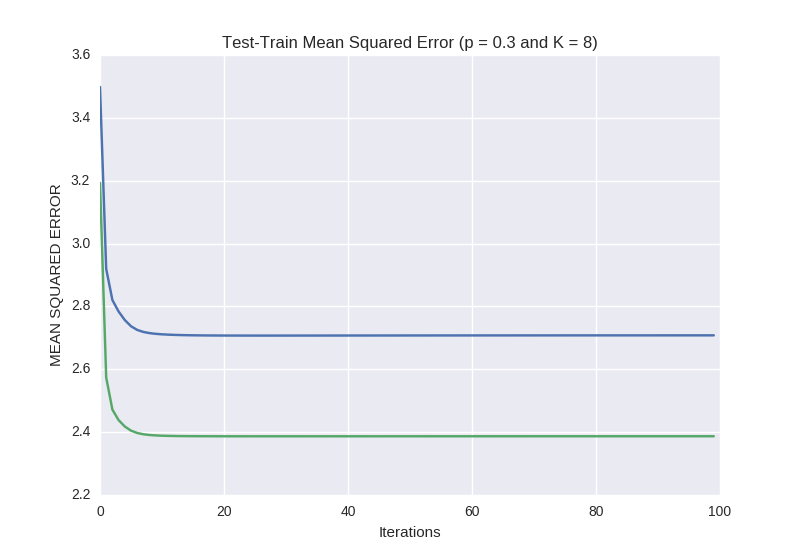 Test-Train Mean Squared Error (p = 0.3 and K = 8)
3.6
3.4
3.2
3.0
2.8
2.6
2.4
2.2
MEAN SQUARED ERROR
0 20 40 60 80 100
Iterations